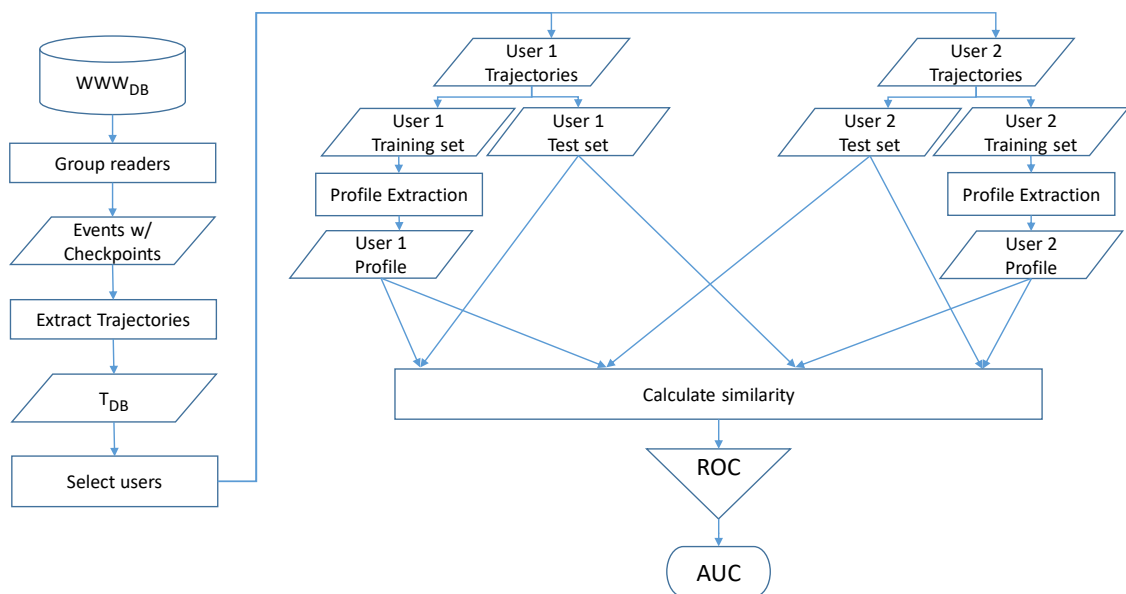 WWW_DB
Group readers
Events w/
Checkpoints
Extract Trajectories
T_DB
Select users
User 1
Trajectories
User 1
Training set
User 1
Test set
Profile Extraction
User 1
Profile
User 2
Trajectories
User 2
Test set
User 2
Training set
Profile Extraction
User 2
Profile
Calculate similarity
ROC
AUC